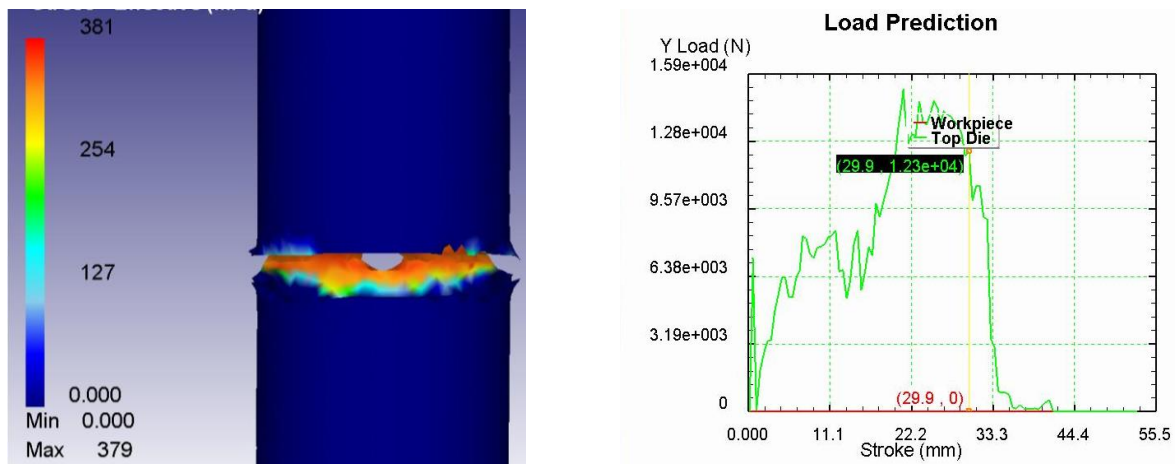 381
254
127
0.000
Min 0.000
Max 379
Load Prediction
Y Load (N)
1.59e+004
1.28e+004
9.57e+003
6.38e+003
3.19e+003
0
Workpiece
Top Die
(29.9 , 1.23e+04)
(29.9 , 0)
0.000 11.1 22.2 33.3 44.4 55.5
Stroke (mm)